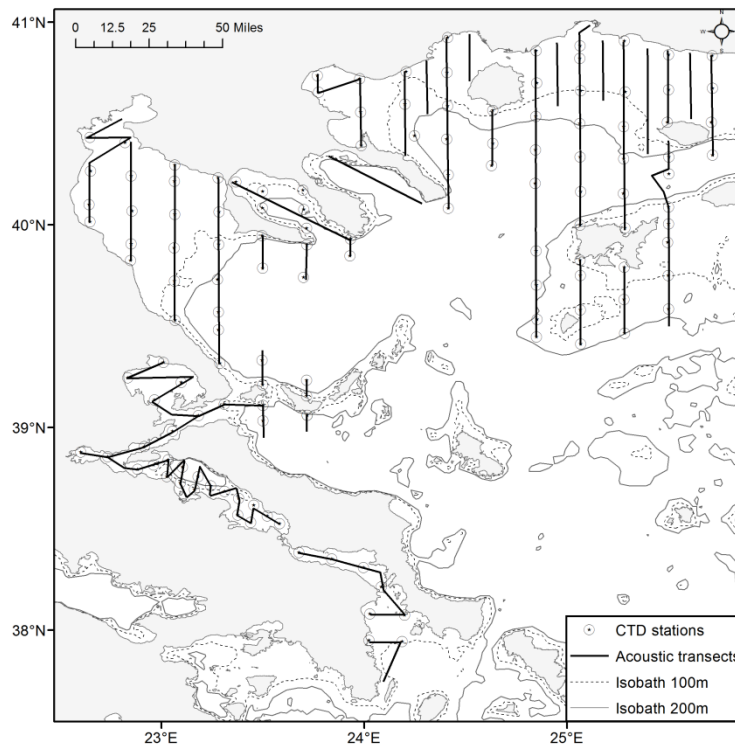 41°N
0 12.5 25 50 Miles
N
W
S
40°N
39°N
38°N
CTD stations
Acoustic transects
Isobath 100m
Isobath 200m
23°E 24°E 25°E